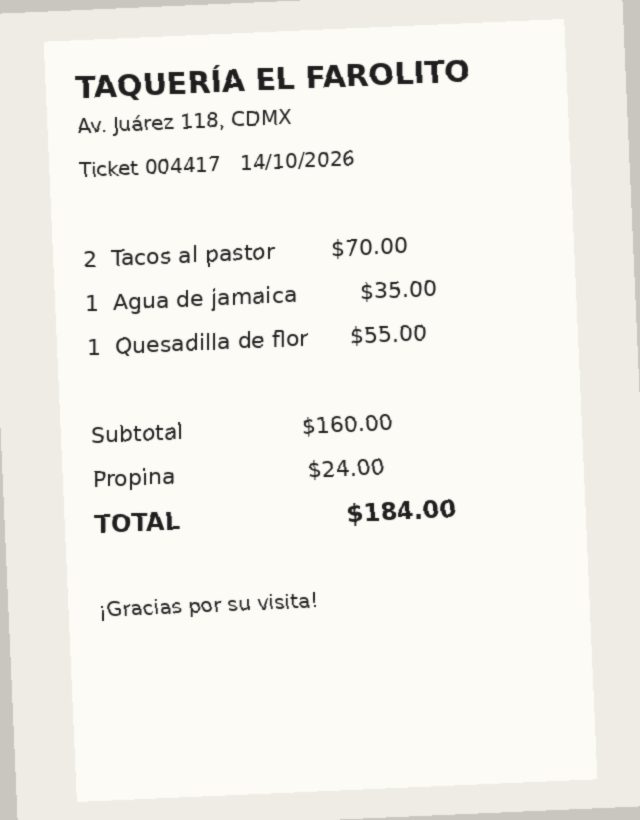 TAQUERÍA EL FAROLITO
Av. Juárez 118, CDMX
Ticket 004417 14/10/2026
2 Tacos al pastor $70.00
1 Agua de jamaica $35.00
1 Quesadilla de flor $55.00
Subtotal $160.00
Propina $24.00
TOTAL $184.00
¡Gracias por su visita!